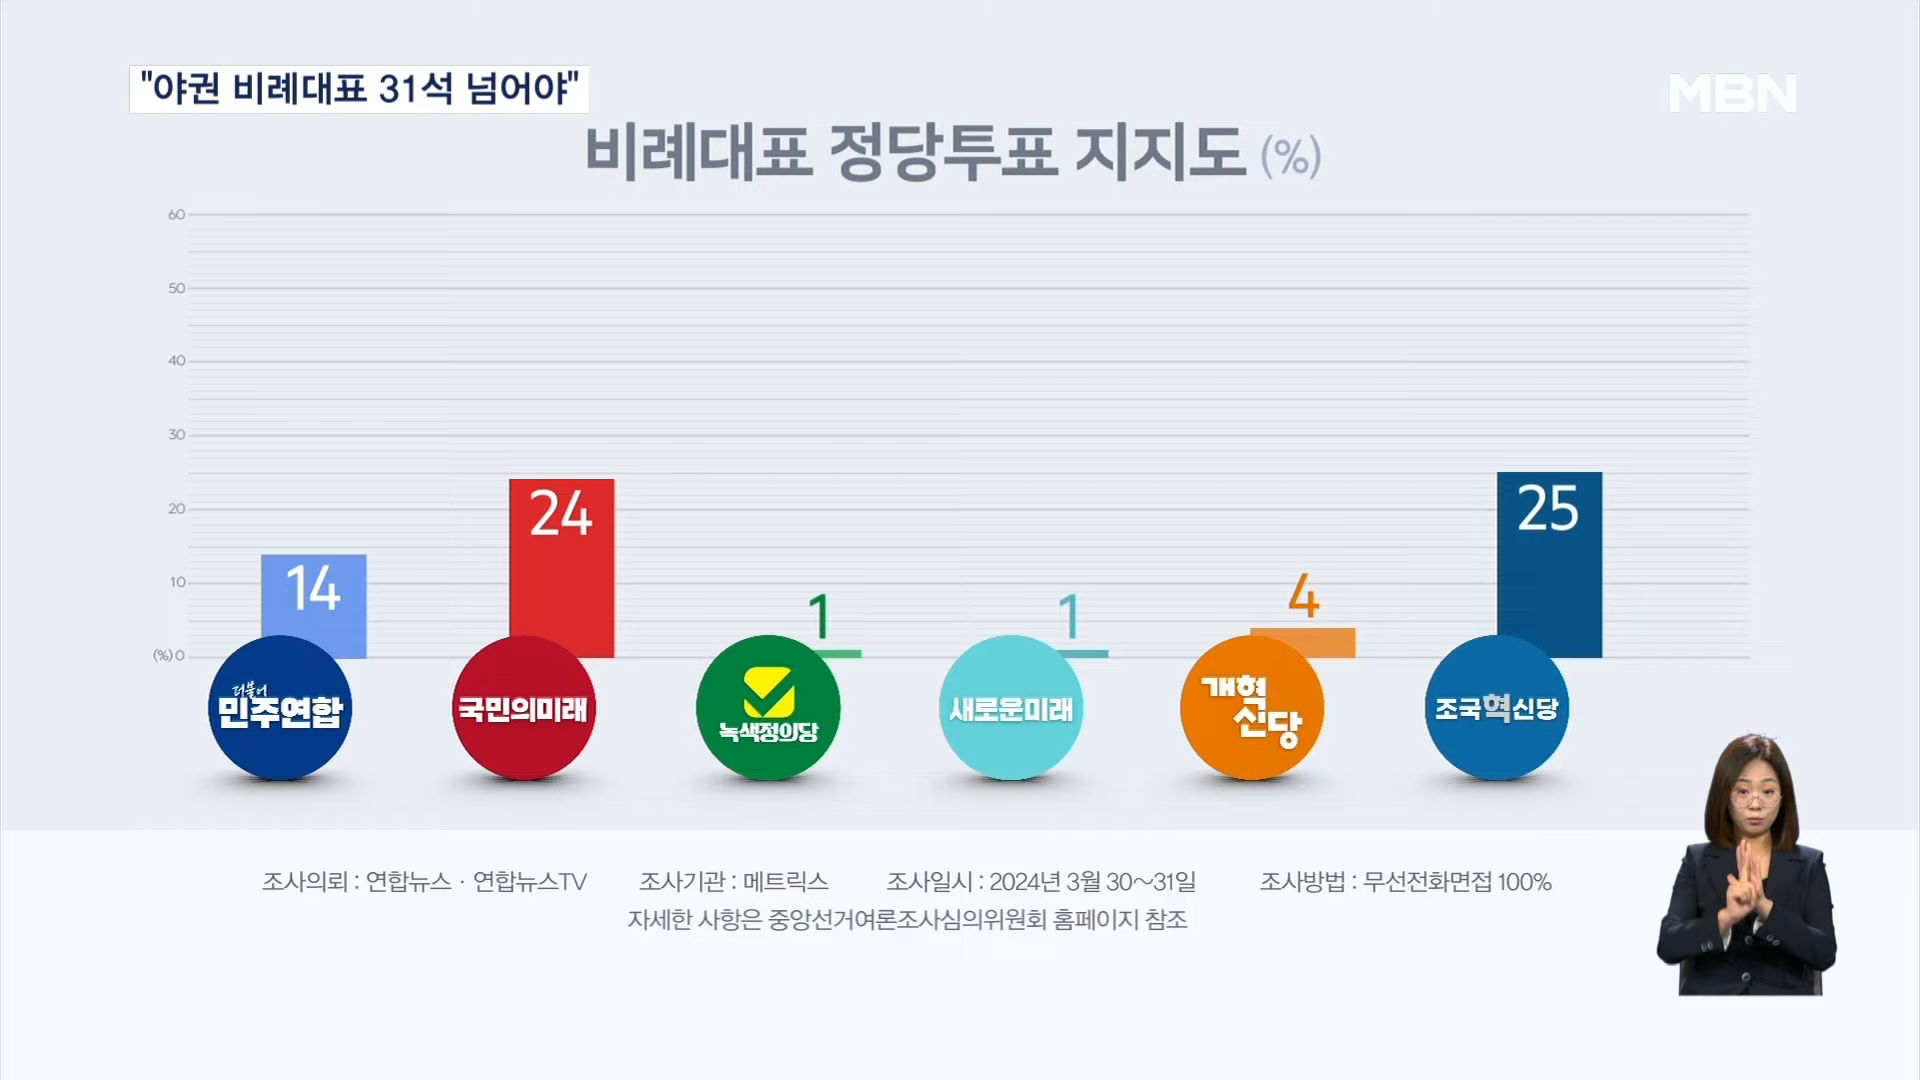 "야권 비례대표 31석 넘어야"
MBN
비례대표 정당투표 지지도 (%)
60
50
40
30
20
10
(%) 0
14
24
1
1
4
25
더불어
민주연합
국민의미래
녹색정의당
새로운미래
개혁
신당
조국혁신당
조사의뢰 : 연합뉴스 · 연합뉴스TV 조사기관 : 메트릭스 조사일시 : 2024년 3월 30~31일 조사방법 : 무선전화면접 100%
자세한 사항은 중앙선거여론조사심의위원회 홈페이지 참조